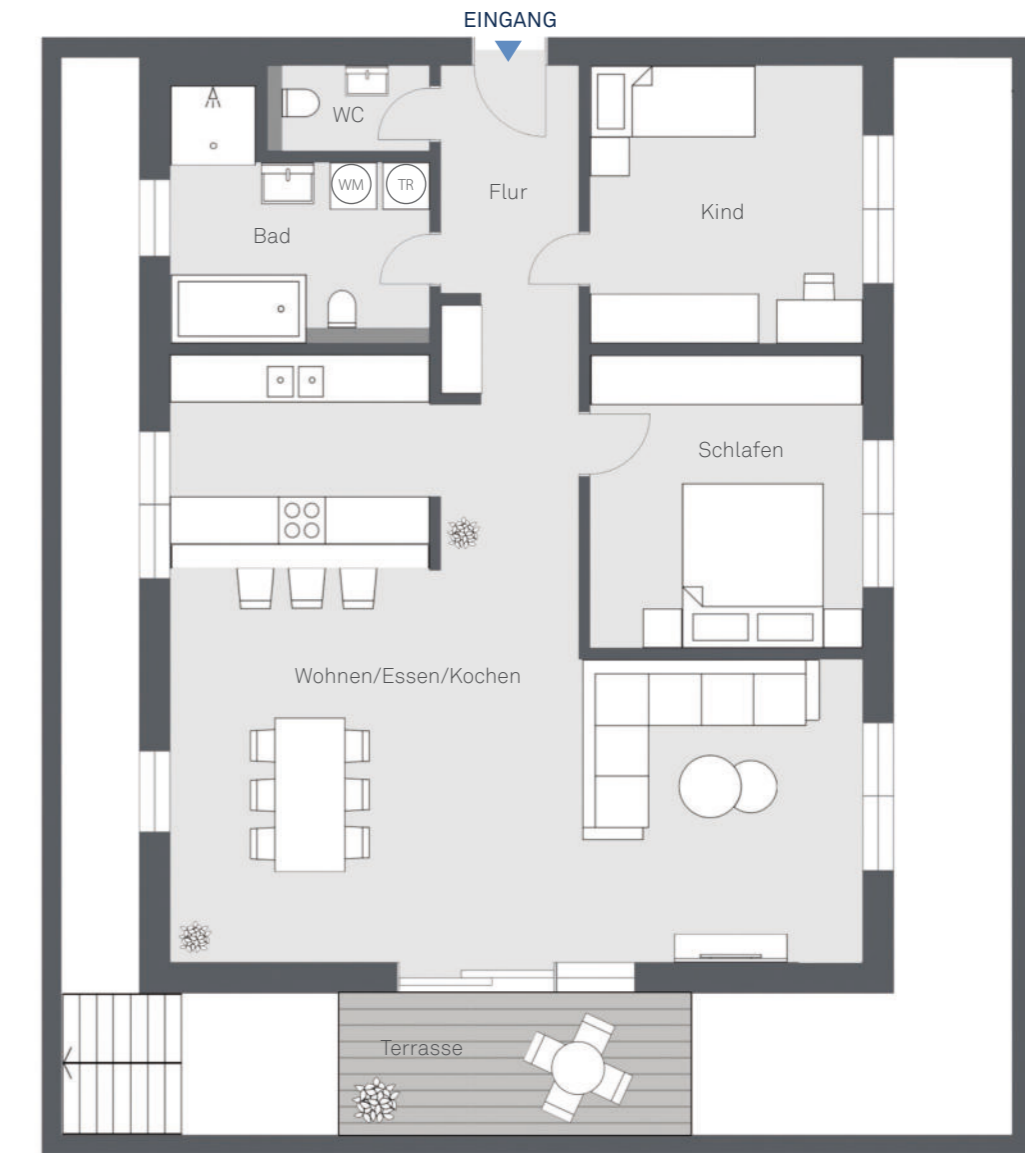 EINGANG
WC
WM
TR
Flur
Kind
Bad
Schlafen
Wohnen/Essen/Kochen
Terrasse